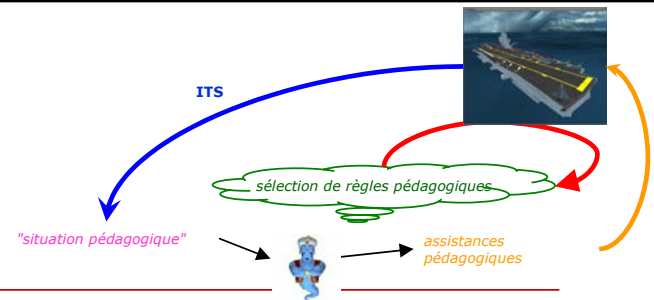 ITS
sélection de règles pédagogiques
"situation pédagogique"
assistances
pédagogiques